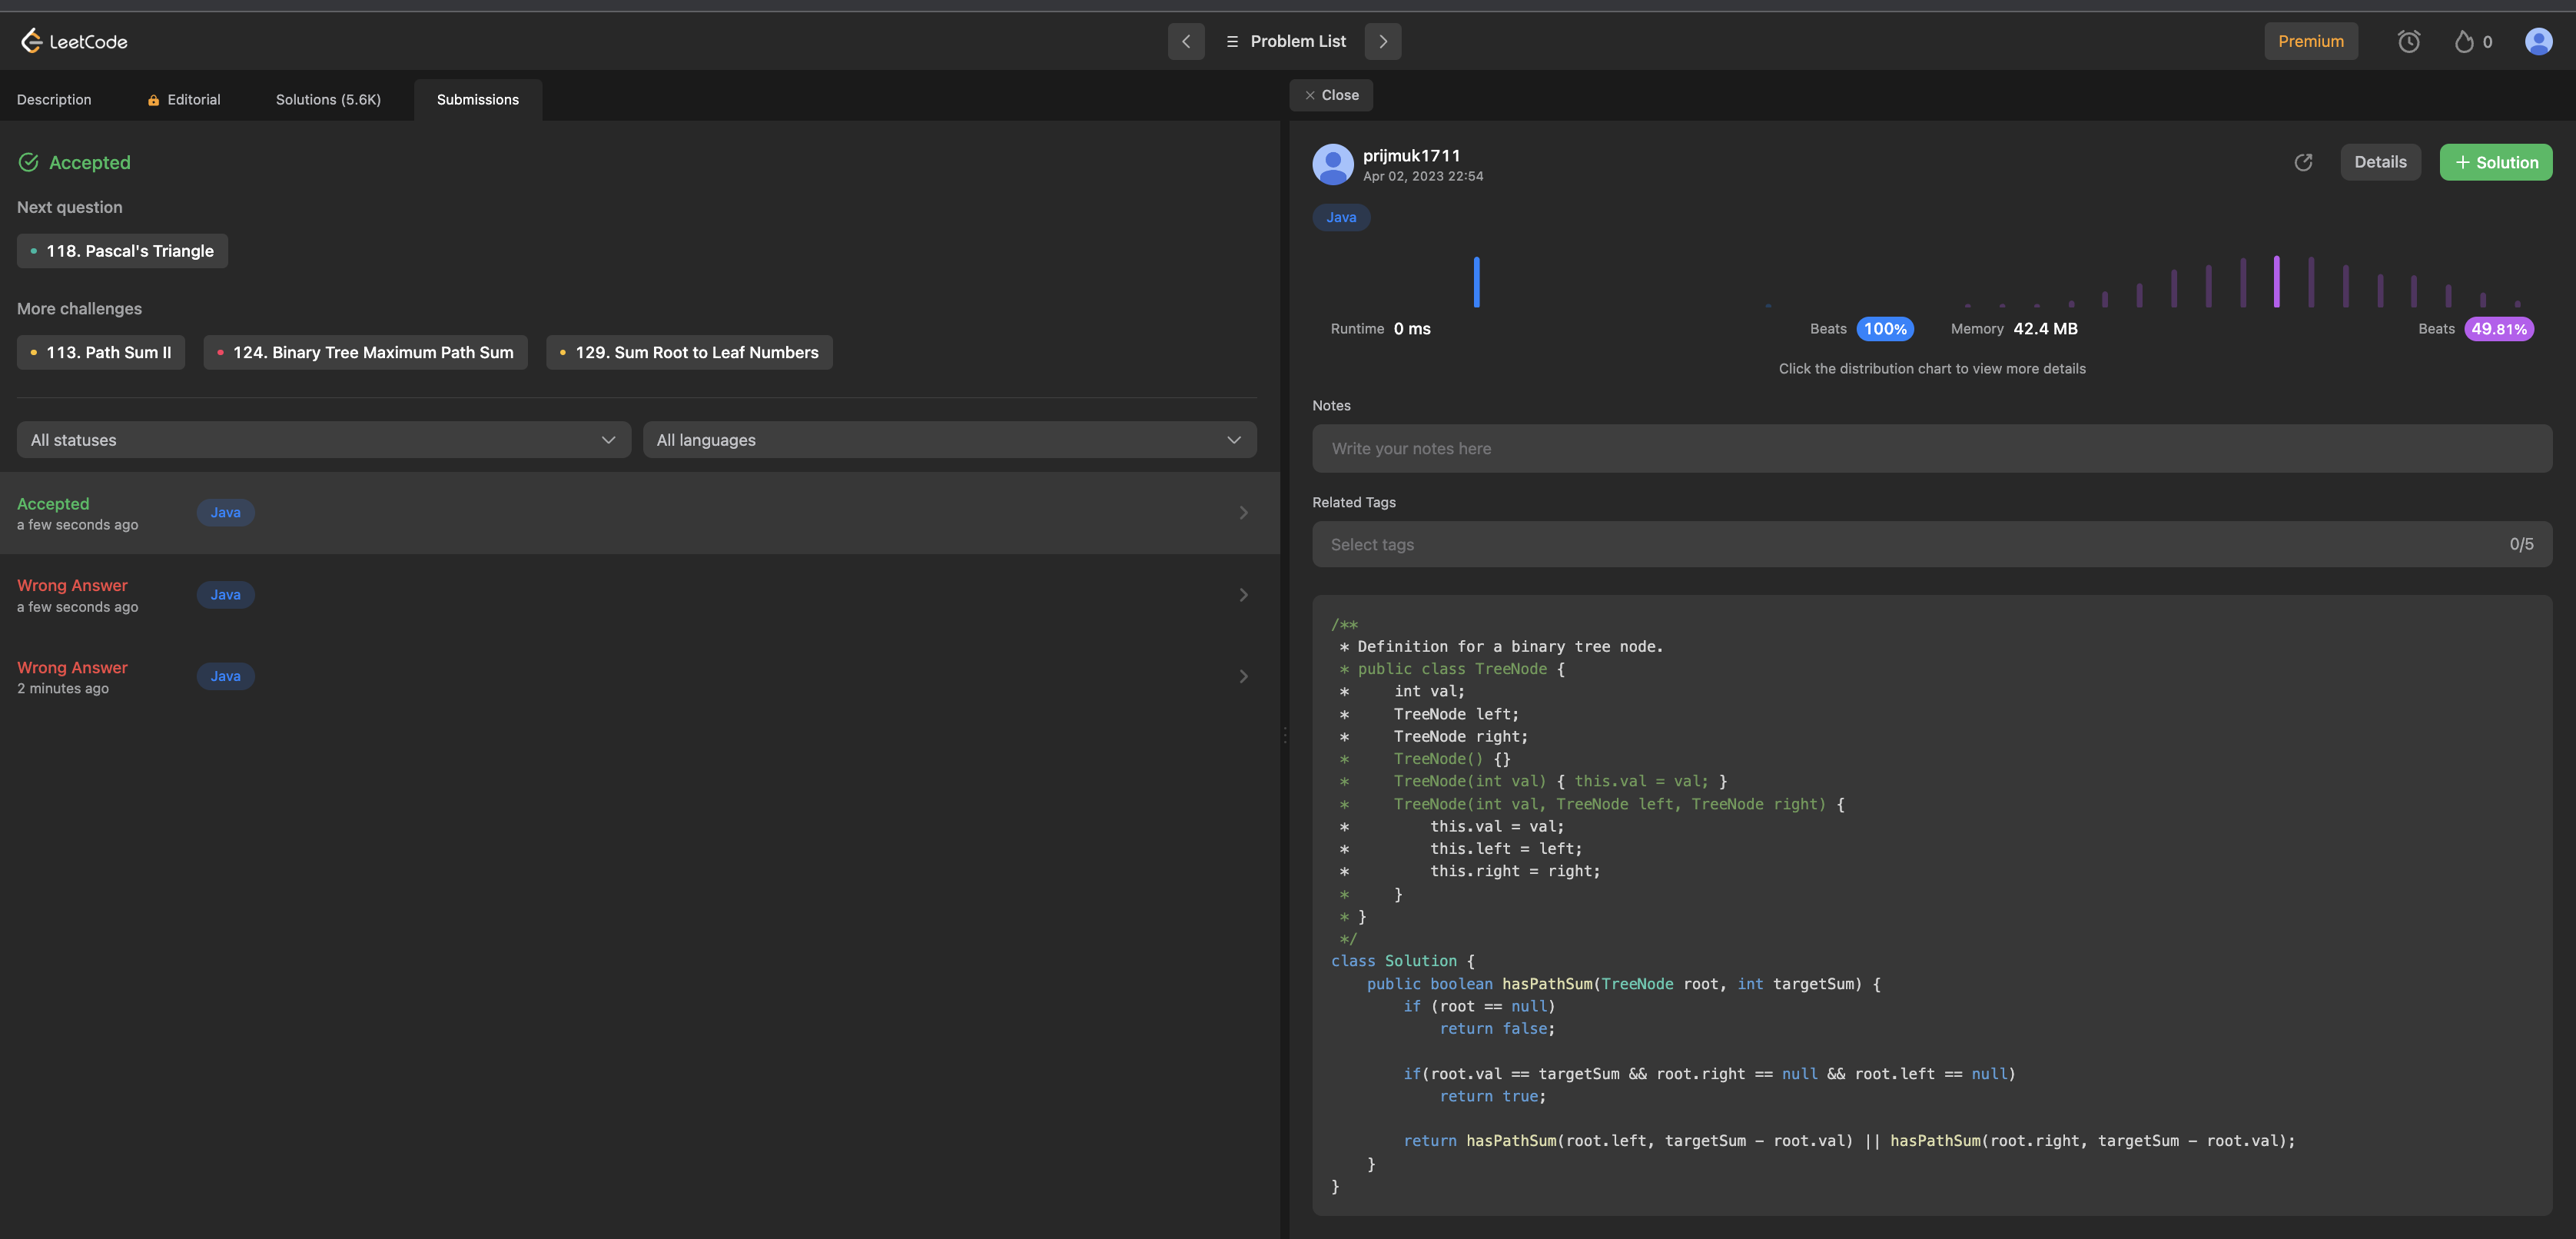 LeetCode
Problem List
Premium
0
Description
Editorial
Solutions (5.6K)
Submissions
Close
Accepted
Next question
118. Pascal's Triangle
More challenges
113. Path Sum II
124. Binary Tree Maximum Path Sum
129. Sum Root to Leaf Numbers
All statuses
All languages
Accepted
a few seconds ago
Java
Wrong Answer
a few seconds ago
Java
Wrong Answer
2 minutes ago
Java
prijmuk1711
Apr 02, 2023 22:54
Details
+ Solution
Java
Runtime 0 ms
Beats 100%
Memory 42.4 MB
Beats 49.81%
Click the distribution chart to view more details
Notes
Write your notes here
Related Tags
Select tags
0/5
/**
 * Definition for a binary tree node.
 * public class TreeNode {
 *     int val;
 *     TreeNode left;
 *     TreeNode right;
 *     TreeNode() {}
 *     TreeNode(int val) { this.val = val; }
 *     TreeNode(int val, TreeNode left, TreeNode right) {
 *         this.val = val;
 *         this.left = left;
 *         this.right = right;
 *     }
 * }
 */
class Solution {
    public boolean hasPathSum(TreeNode root, int targetSum) {
        if (root == null)
            return false;
        if(root.val == targetSum && root.right == null && root.left == null)
            return true;
        return hasPathSum(root.left, targetSum - root.val) || hasPathSum(root.right, targetSum - root.val);
    }
}